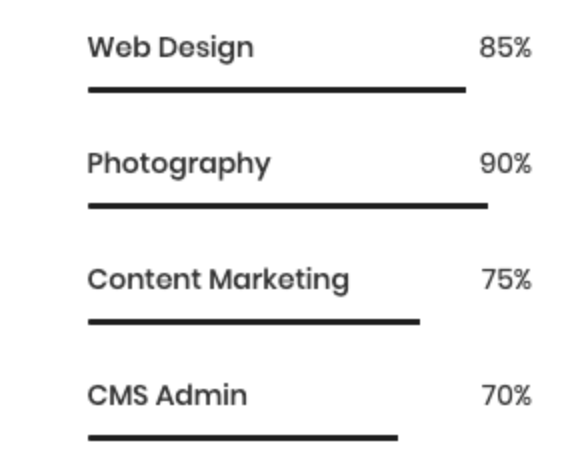 Web Design 85%
Photography 90%
Content Marketing 75%
CMS Admin 70%